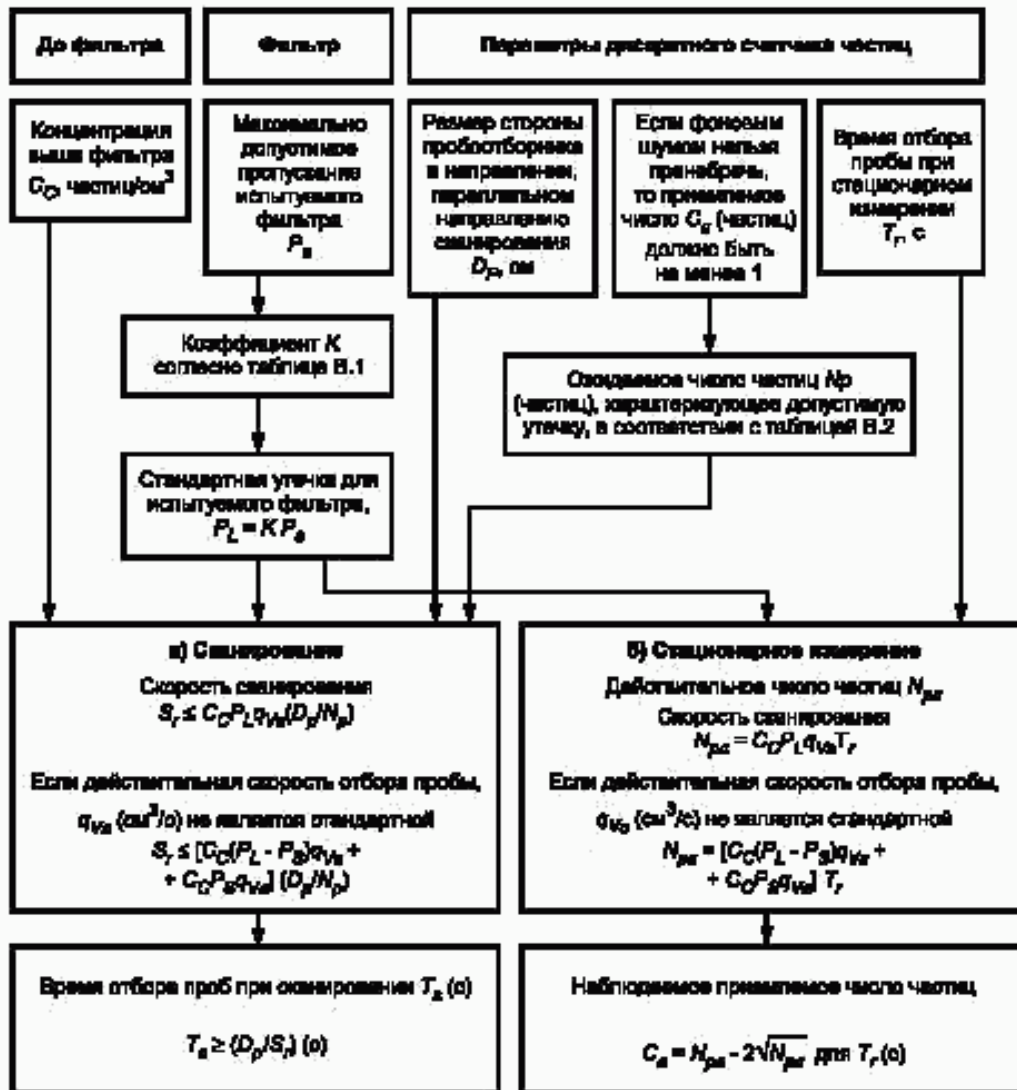 До фильтра
Фильтр
Параметры дискретного счетчика частиц
Концентрация
выше фильтра
C_C, частиц/см³
Максимально
допустимое
пропускание
испытуемого
фильтра
P_s
Размер стороны
пробоотборника
в направлении,
параллельном
направлению
сканирования
D_P, см
Если фоновым
шумом нельзя
пренебречь,
то приемлемое
число C_a (частиц)
должно быть
не менее 1
Время отбора
пробы при
стационарном
измерении
T_r, с
Коэффициент K
согласно таблице В.1
Ожидаемое число частиц Np
(частиц), характеризующее допустимую
утечку, в соответствии с таблицей В.2
Стандартная утечка для
испытуемого фильтра,
P_L = K P_s
а) Сканирование
Скорость сканирования
S_r ≤ C_C P_L q_Vs (D_p/N_p)
Если действительная скорость отбора пробы,
q_Va (см³/с) не является стандартной
S_r ≤ [C_C(P_L - P_S)q_Vs +
+ C_C P_S q_Va] (D_p/N_p)
б) Стационарное измерение
Действительное число частиц N_pa
Скорость сканирования
N_pa = C_C P_L q_Vs T_r
Если действительная скорость отбора пробы,
q_Va (см³/с) не является стандартной
N_pa = [C_C(P_L - P_S)q_Vs +
+ C_C P_S q_Va] T_r
Время отбора проб при сканировании T_s (с)
T_s ≥ (D_p/S_r) (с)
Наблюдаемое приемлемое число частиц
C_a = N_pa - 2√N_pa для T_r (с)